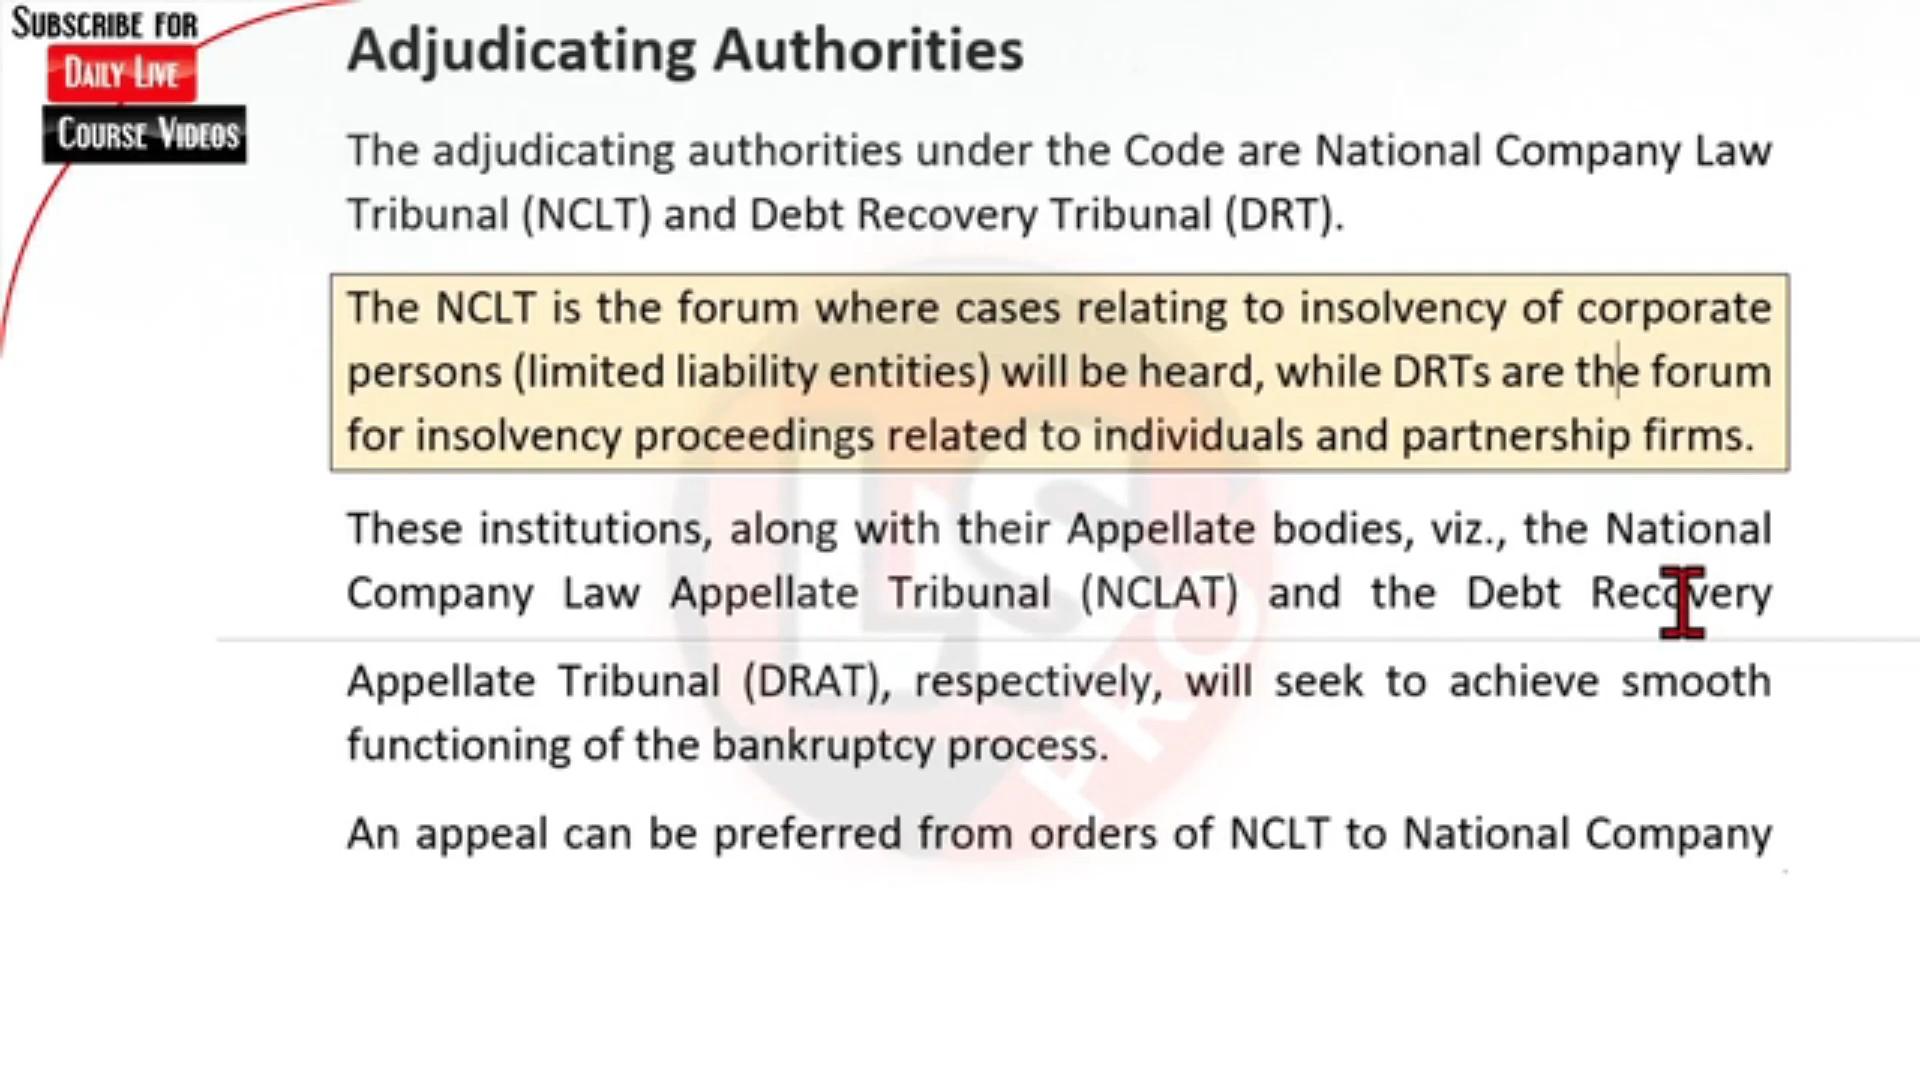 SUBSCRIBE FOR
DAILY LIVE
COURSE VIDEOS
Adjudicating Authorities
The adjudicating authorities under the Code are National Company Law
Tribunal (NCLT) and Debt Recovery Tribunal (DRT).
The NCLT is the forum where cases relating to insolvency of corporate
persons (limited liability entities) will be heard, while DRTs are the forum
for insolvency proceedings related to individuals and partnership firms.
These institutions, along with their Appellate bodies, viz., the National
Company Law Appellate Tribunal (NCLAT) and the Debt Recovery
Appellate Tribunal (DRAT), respectively, will seek to achieve smooth
functioning of the bankruptcy process.
An appeal can be preferred from orders of NCLT to National Company
LS
PRO